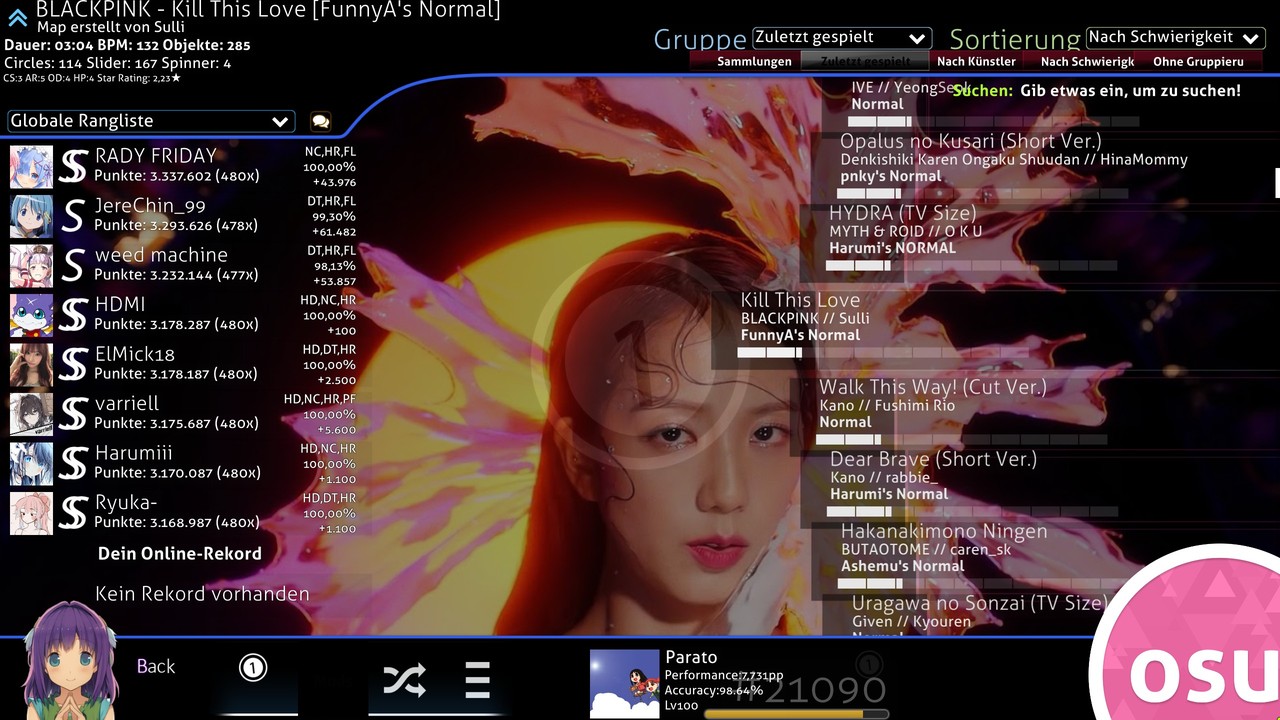 BLACKPINK - Kill This Love [FunnyA's Normal]
Map erstellt von Sulli
Dauer: 03:04 BPM: 132 Objekte: 285
Circles: 114 Slider: 167 Spinner: 4
CS:3 AR:5 OD:4 HP:4 Star Rating: 2,23★
Gruppe Zuletzt gespielt
Sortierung Nach Schwierigkeit
Sammlungen Zuletzt gespielt Nach Künstler Nach Schwierigk Ohne Gruppieru
Suchen: Gib etwas ein, um zu suchen!
Globale Rangliste
RADY FRIDAY
Punkte: 3.337.602 (480x)
NC,HR,FL
100,00%
+43.976
JereChin_99
Punkte: 3.293.626 (478x)
DT,HR,FL
99,30%
+61.482
weed machine
Punkte: 3.232.144 (477x)
DT,HR,FL
98,13%
+53.857
HDMI
Punkte: 3.178.287 (480x)
HD,NC,HR
100,00%
+100
ElMick18
Punkte: 3.178.187 (480x)
HD,DT,HR
100,00%
+2.500
varriell
Punkte: 3.175.687 (480x)
HD,NC,HR,PF
100,00%
+5.600
Harumiii
Punkte: 3.170.087 (480x)
HD,NC,HR
100,00%
+1.100
Ryuka-
Punkte: 3.168.987 (480x)
HD,DT,HR
100,00%
+1.100
Dein Online-Rekord
Kein Rekord vorhanden
IVE // YeongSeok
Normal
Opalus no Kusari (Short Ver.)
Denkishiki Karen Ongaku Shuudan // HinaMommy
pnky's Normal
HYDRA (TV Size)
MYTH & ROID // O K U
Harumi's NORMAL
Kill This Love
BLACKPINK // Sulli
FunnyA's Normal
Walk This Way! (Cut Ver.)
Kano // Fushimi Rio
Normal
Dear Brave (Short Ver.)
Kano // rabbie_
Harumi's Normal
Hakanakimono Ningen
BUTAOTOME // caren_sk
Ashemu's Normal
Uragawa no Sonzai (TV Size)
Given // Kyouren
Normal
Back
1
Parato
Performance:7.731pp
Accuracy:98.64%
Lv100
#21090
1
osu